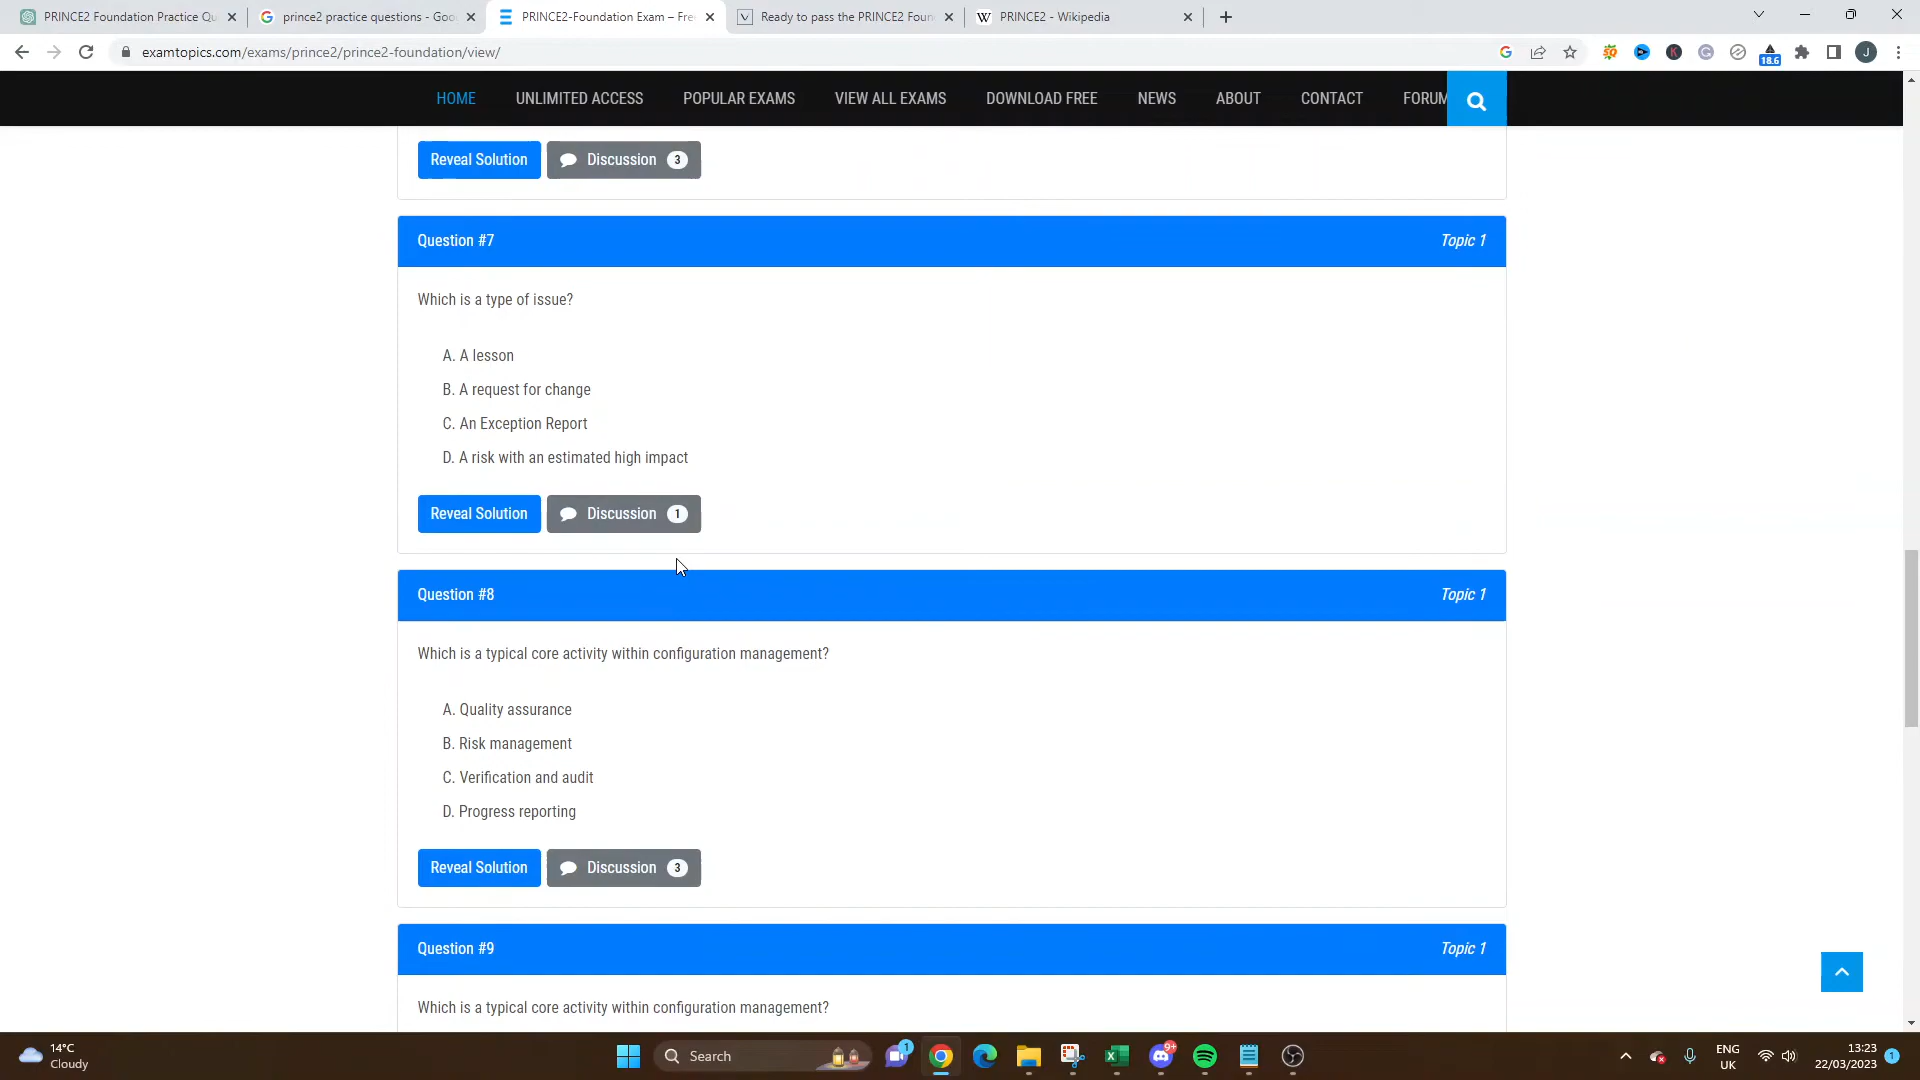 PRINCE2 Foundation Practice Qu
prince2 practice questions - Goo
PRINCE2-Foundation Exam – Fre
Ready to pass the PRINCE2 Foun
PRINCE2 - Wikipedia
examtopics.com/exams/prince2/prince2-foundation/view/
18.6
J
HOME UNLIMITED ACCESS POPULAR EXAMS VIEW ALL EXAMS DOWNLOAD FREE NEWS ABOUT CONTACT FORUM
Reveal Solution Discussion 3
Question #7 Topic 1
Which is a type of issue?
A. A lesson
B. A request for change
C. An Exception Report
D. A risk with an estimated high impact
Reveal Solution Discussion 1
Question #8 Topic 1
Which is a typical core activity within configuration management?
A. Quality assurance
B. Risk management
C. Verification and audit
D. Progress reporting
Reveal Solution Discussion 3
Question #9 Topic 1
Which is a typical core activity within configuration management?
14°C
Cloudy
Search
1
9+
ENG
UK
13:23
22/03/2023
1